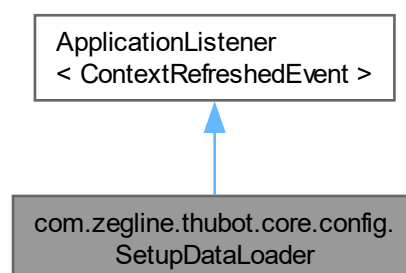 ApplicationListener
< ContextRefreshedEvent >
com.zegline.thubot.core.config.
SetupDataLoader